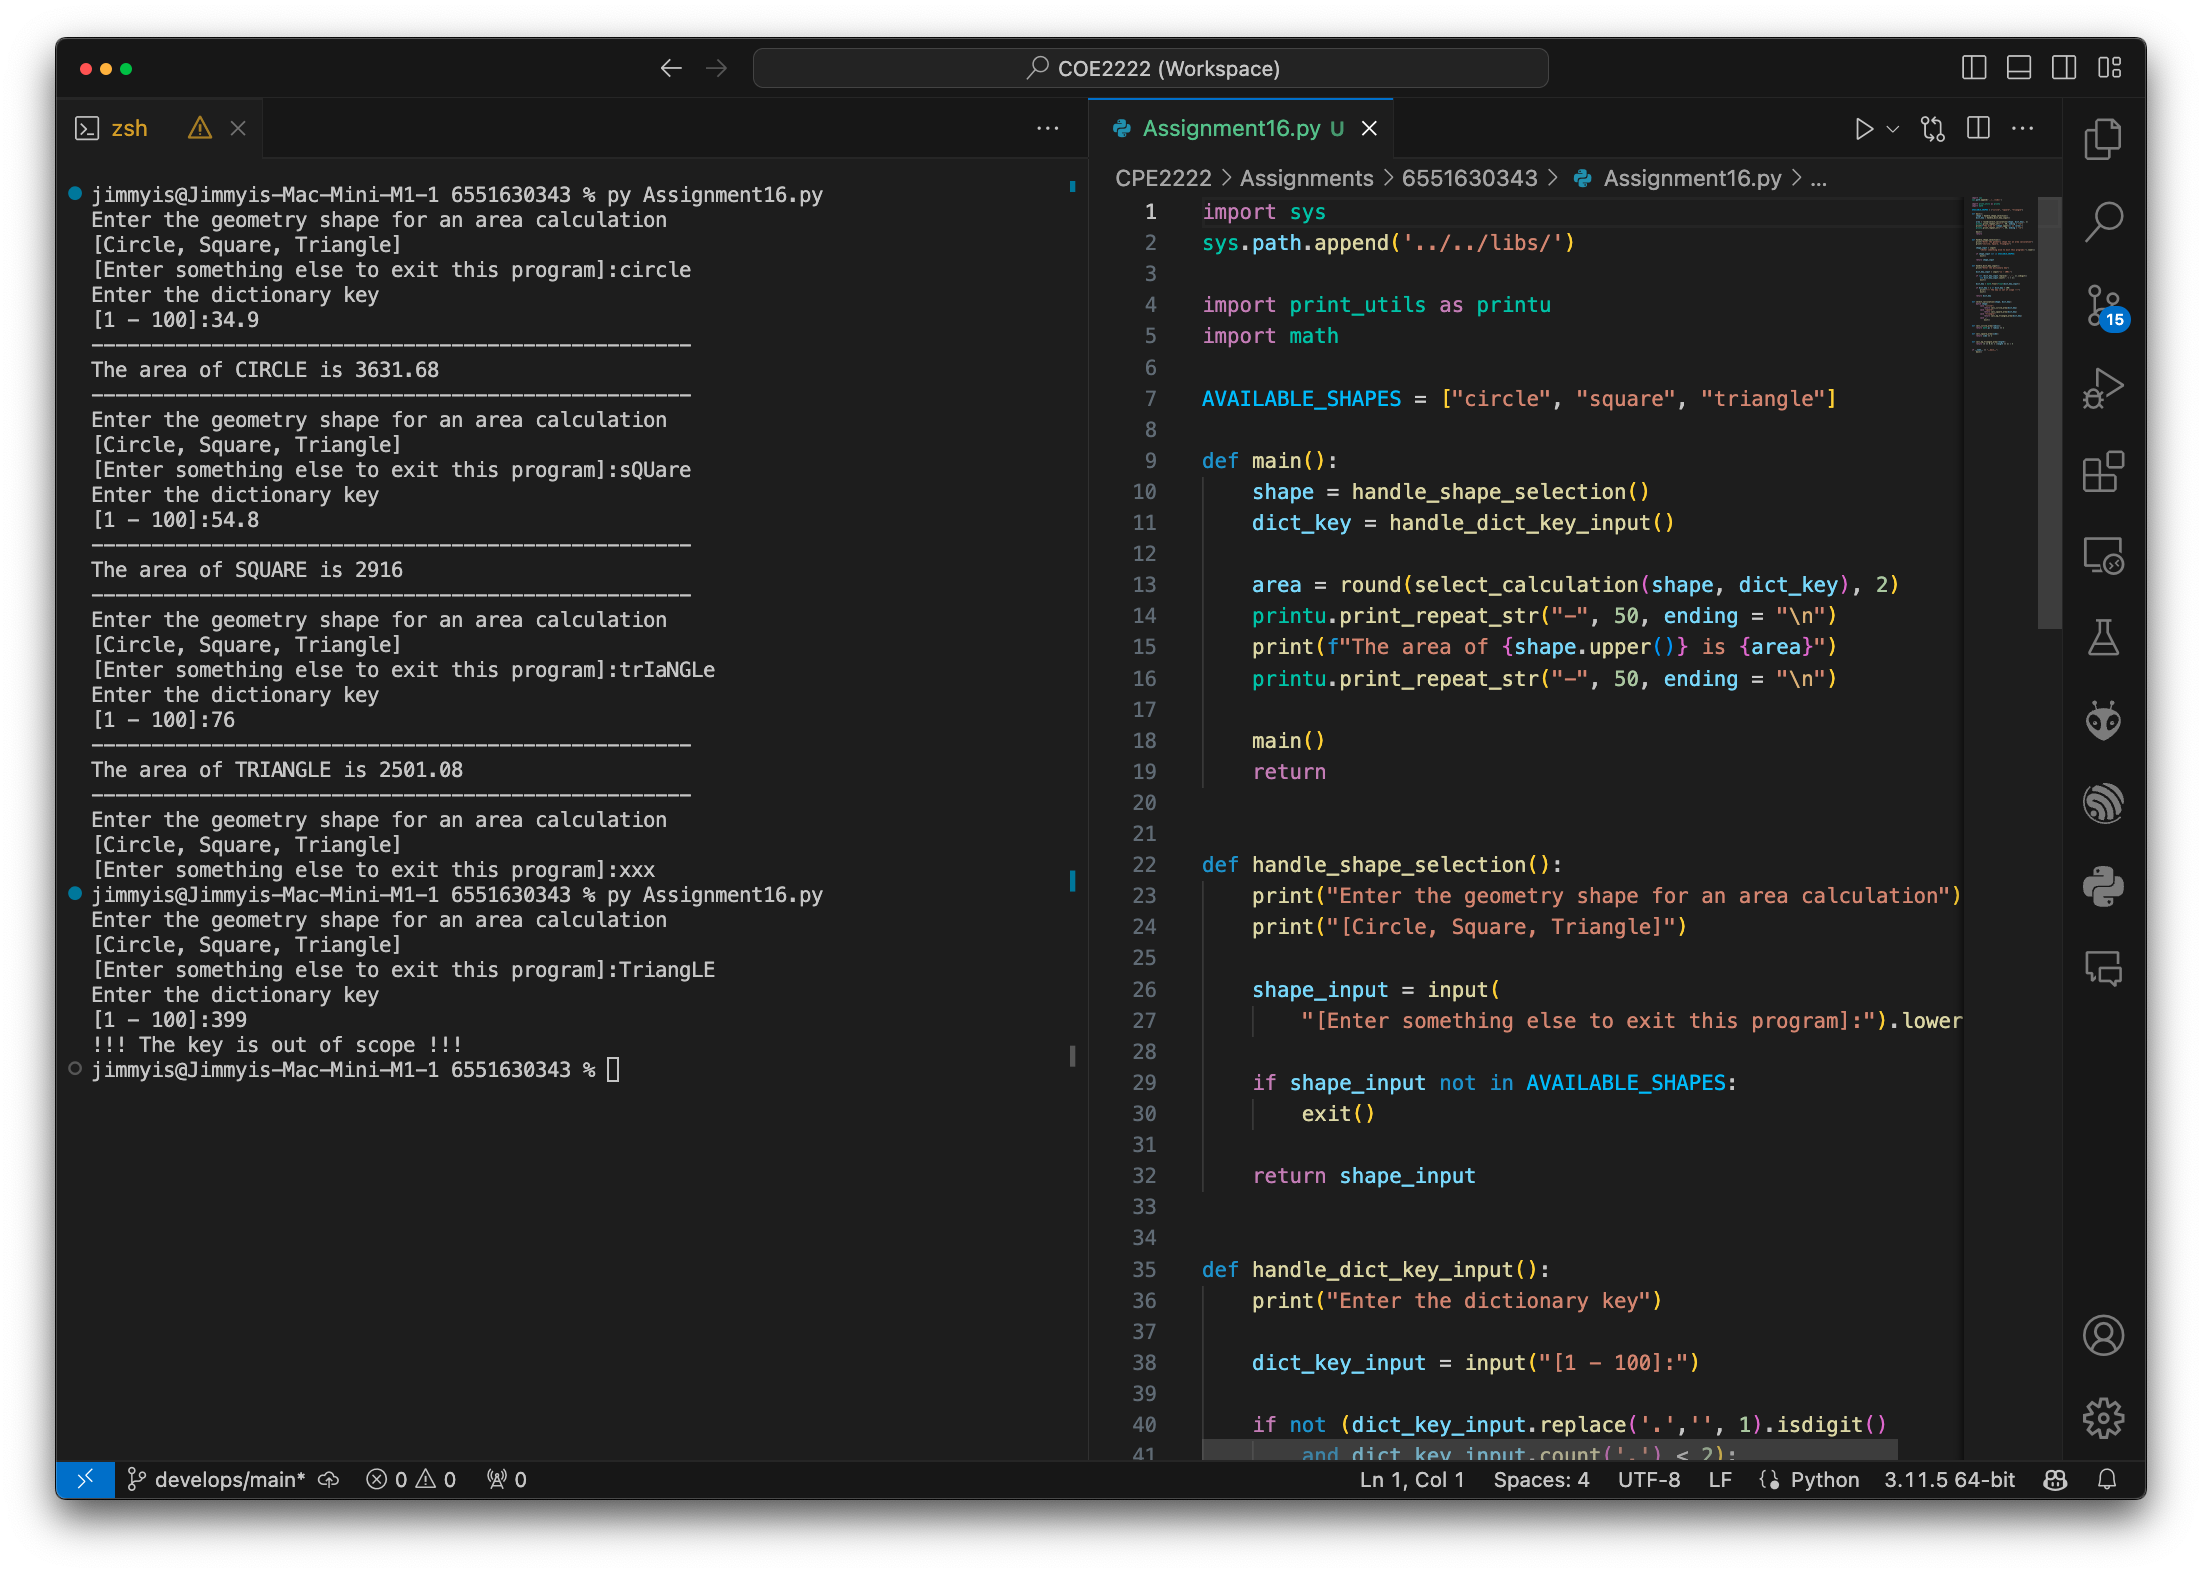 COE2222 (Workspace)
zsh
jimmyis@Jimmyis-Mac-Mini-M1-1 6551630343 % py Assignment16.py
Enter the geometry shape for an area calculation
[Circle, Square, Triangle]
[Enter something else to exit this program]:circle
Enter the dictionary key
[1 - 100]:34.9
--------------------------------------------------
The area of CIRCLE is 3631.68
--------------------------------------------------
Enter the geometry shape for an area calculation
[Circle, Square, Triangle]
[Enter something else to exit this program]:sQUare
Enter the dictionary key
[1 - 100]:54.8
--------------------------------------------------
The area of SQUARE is 2916
--------------------------------------------------
Enter the geometry shape for an area calculation
[Circle, Square, Triangle]
[Enter something else to exit this program]:trIaNGLe
Enter the dictionary key
[1 - 100]:76
--------------------------------------------------
The area of TRIANGLE is 2501.08
--------------------------------------------------
Enter the geometry shape for an area calculation
[Circle, Square, Triangle]
[Enter something else to exit this program]:xxx
jimmyis@Jimmyis-Mac-Mini-M1-1 6551630343 % py Assignment16.py
Enter the geometry shape for an area calculation
[Circle, Square, Triangle]
[Enter something else to exit this program]:TriangLE
Enter the dictionary key
[1 - 100]:399
!!! The key is out of scope !!!
jimmyis@Jimmyis-Mac-Mini-M1-1 6551630343 %
Assignment16.py U
CPE2222 > Assignments > 6551630343 > Assignment16.py > ...
1 import sys
2 sys.path.append('../../libs/')
3
4 import print_utils as printu
5 import math
6
7 AVAILABLE_SHAPES = ["circle", "square", "triangle"]
8
9 def main():
10     shape = handle_shape_selection()
11     dict_key = handle_dict_key_input()
12
13     area = round(select_calculation(shape, dict_key), 2)
14     printu.print_repeat_str("-", 50, ending = "\n")
15     print(f"The area of {shape.upper()} is {area}")
16     printu.print_repeat_str("-", 50, ending = "\n")
17
18     main()
19     return
20
21
22 def handle_shape_selection():
23     print("Enter the geometry shape for an area calculation")
24     print("[Circle, Square, Triangle]")
25
26     shape_input = input(
27         "[Enter something else to exit this program]:").lower
28
29     if shape_input not in AVAILABLE_SHAPES:
30         exit()
31
32     return shape_input
33
34
35 def handle_dict_key_input():
36     print("Enter the dictionary key")
37
38     dict_key_input = input("[1 - 100]:")
39
40     if not (dict_key_input.replace('.','', 1).isdigit()
41         and dict_key_input.count('.') < 2):
15
develops/main* 0 0 0
Ln 1, Col 1 Spaces: 4 UTF-8 LF Python 3.11.5 64-bit